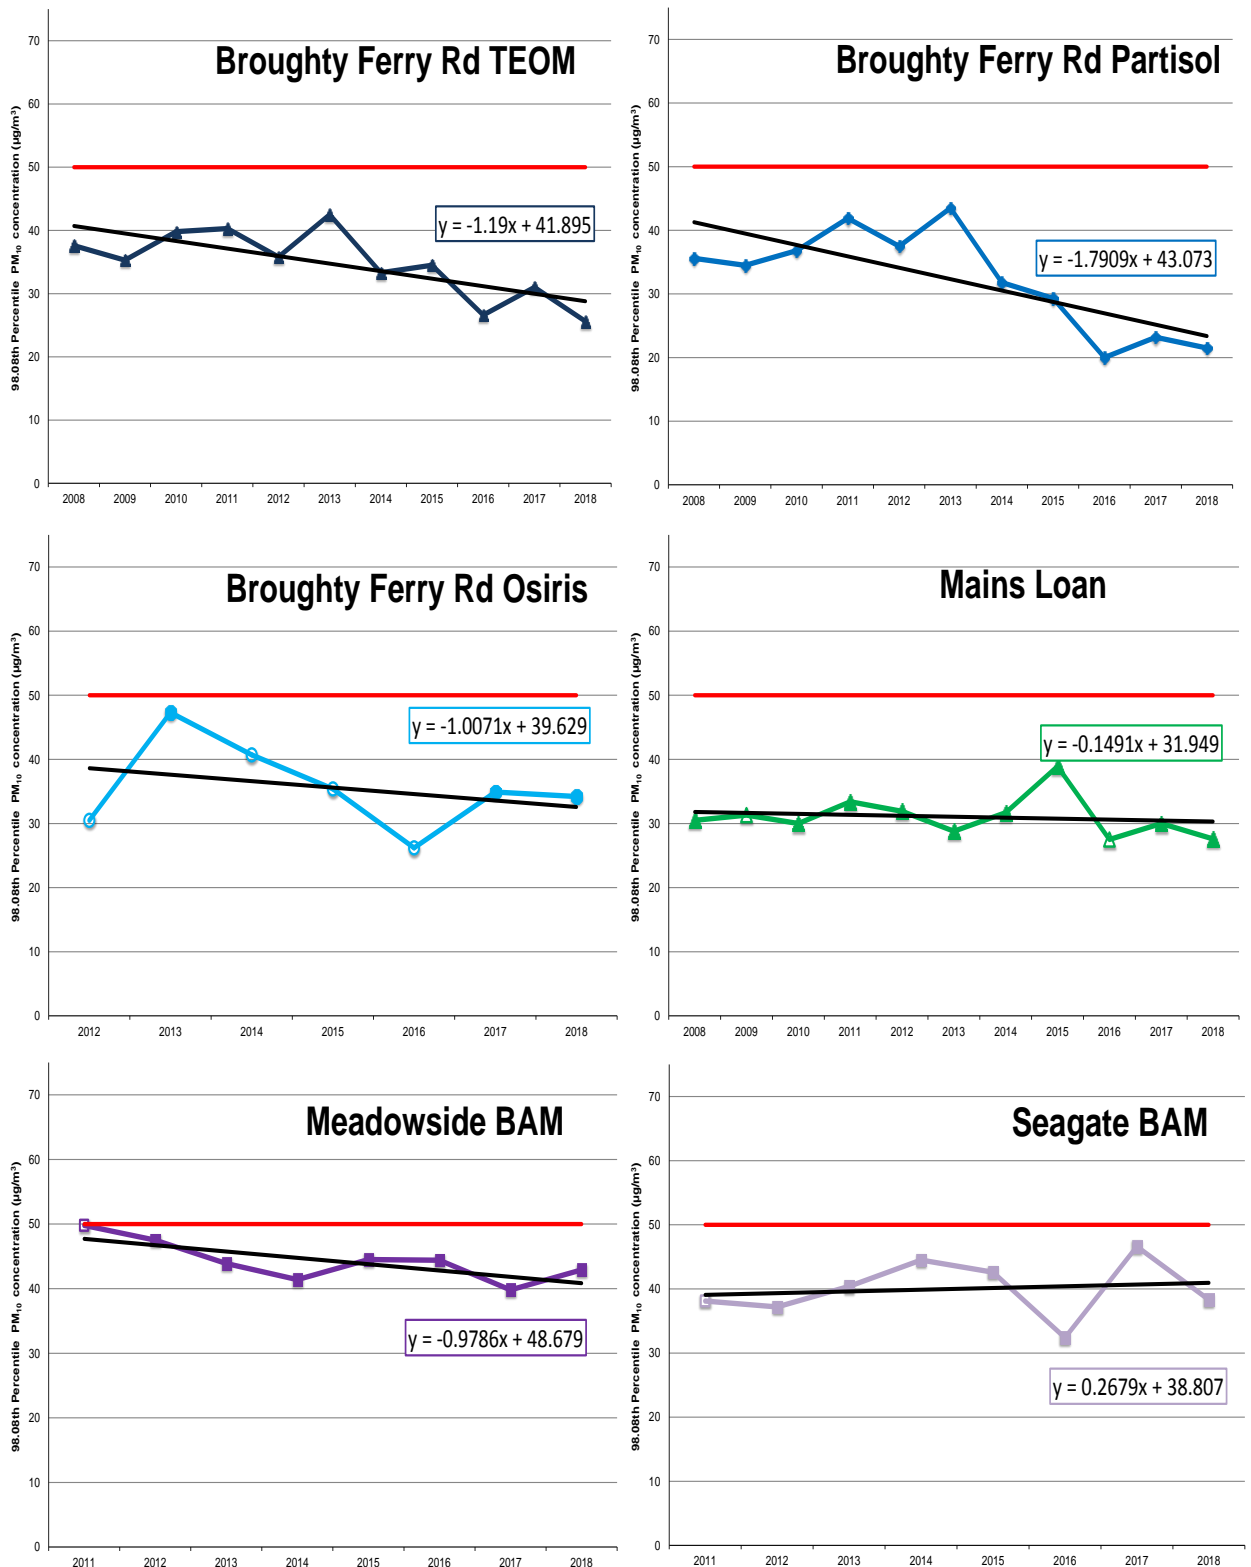 Broughty Ferry Rd TEOM
98.08th Percentile PM₁₀ concentration (µg/m³)
70
60
50
40
30
20
10
0
y = -1.19x + 41.895
2008 2009 2010 2011 2012 2013 2014 2015 2016 2017 2018
Broughty Ferry Rd Partisol
98.08th Percentile PM₁₀ concentration (µg/m³)
70
60
50
40
30
20
10
0
y = -1.7909x + 43.073
2008 2009 2010 2011 2012 2013 2014 2015 2016 2017 2018
Broughty Ferry Rd Osiris
98.08th Percentile PM₁₀ concentration (µg/m³)
70
60
50
40
30
20
10
0
y = -1.0071x + 39.629
2012 2013 2014 2015 2016 2017 2018
Mains Loan
98.08th Percentile PM₁₀ concentration (µg/m³)
70
60
50
40
30
20
10
0
y = -0.1491x + 31.949
2008 2009 2010 2011 2012 2013 2014 2015 2016 2017 2018
Meadowside BAM
98.08th Percentile PM₁₀ concentration (µg/m³)
70
60
50
40
30
20
10
0
y = -0.9786x + 48.679
2011 2012 2013 2014 2015 2016 2017 2018
Seagate BAM
98.08th Percentile PM₁₀ concentration (µg/m³)
70
60
50
40
30
20
10
0
y = 0.2679x + 38.807
2011 2012 2013 2014 2015 2016 2017 2018